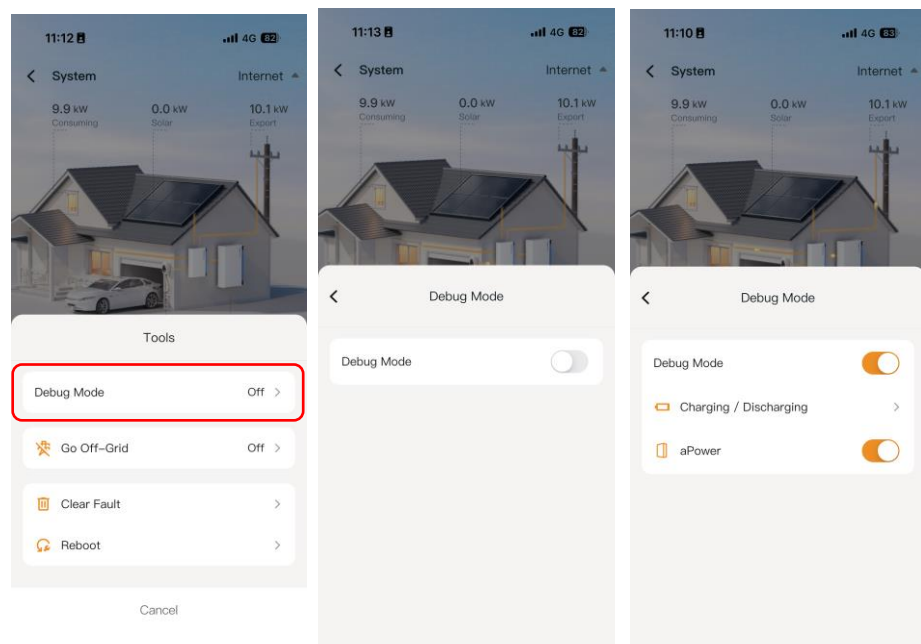 11:12
4G 82
System
Internet
9.9 kW
0.0 kW
10.1 kW
Consuming
Solar
Export
Tools
Debug Mode
Off
Go Off-Grid
Off
Clear Fault
Reboot
Cancel
11:13
4G 82
System
Internet
9.9 kW
0.0 kW
10.1 kW
Consuming
Solar
Export
Debug Mode
Debug Mode
11:10
4G 83
System
Internet
9.9 kW
0.0 kW
10.1 kW
Consuming
Solar
Export
Debug Mode
Debug Mode
Charging / Discharging
aPower